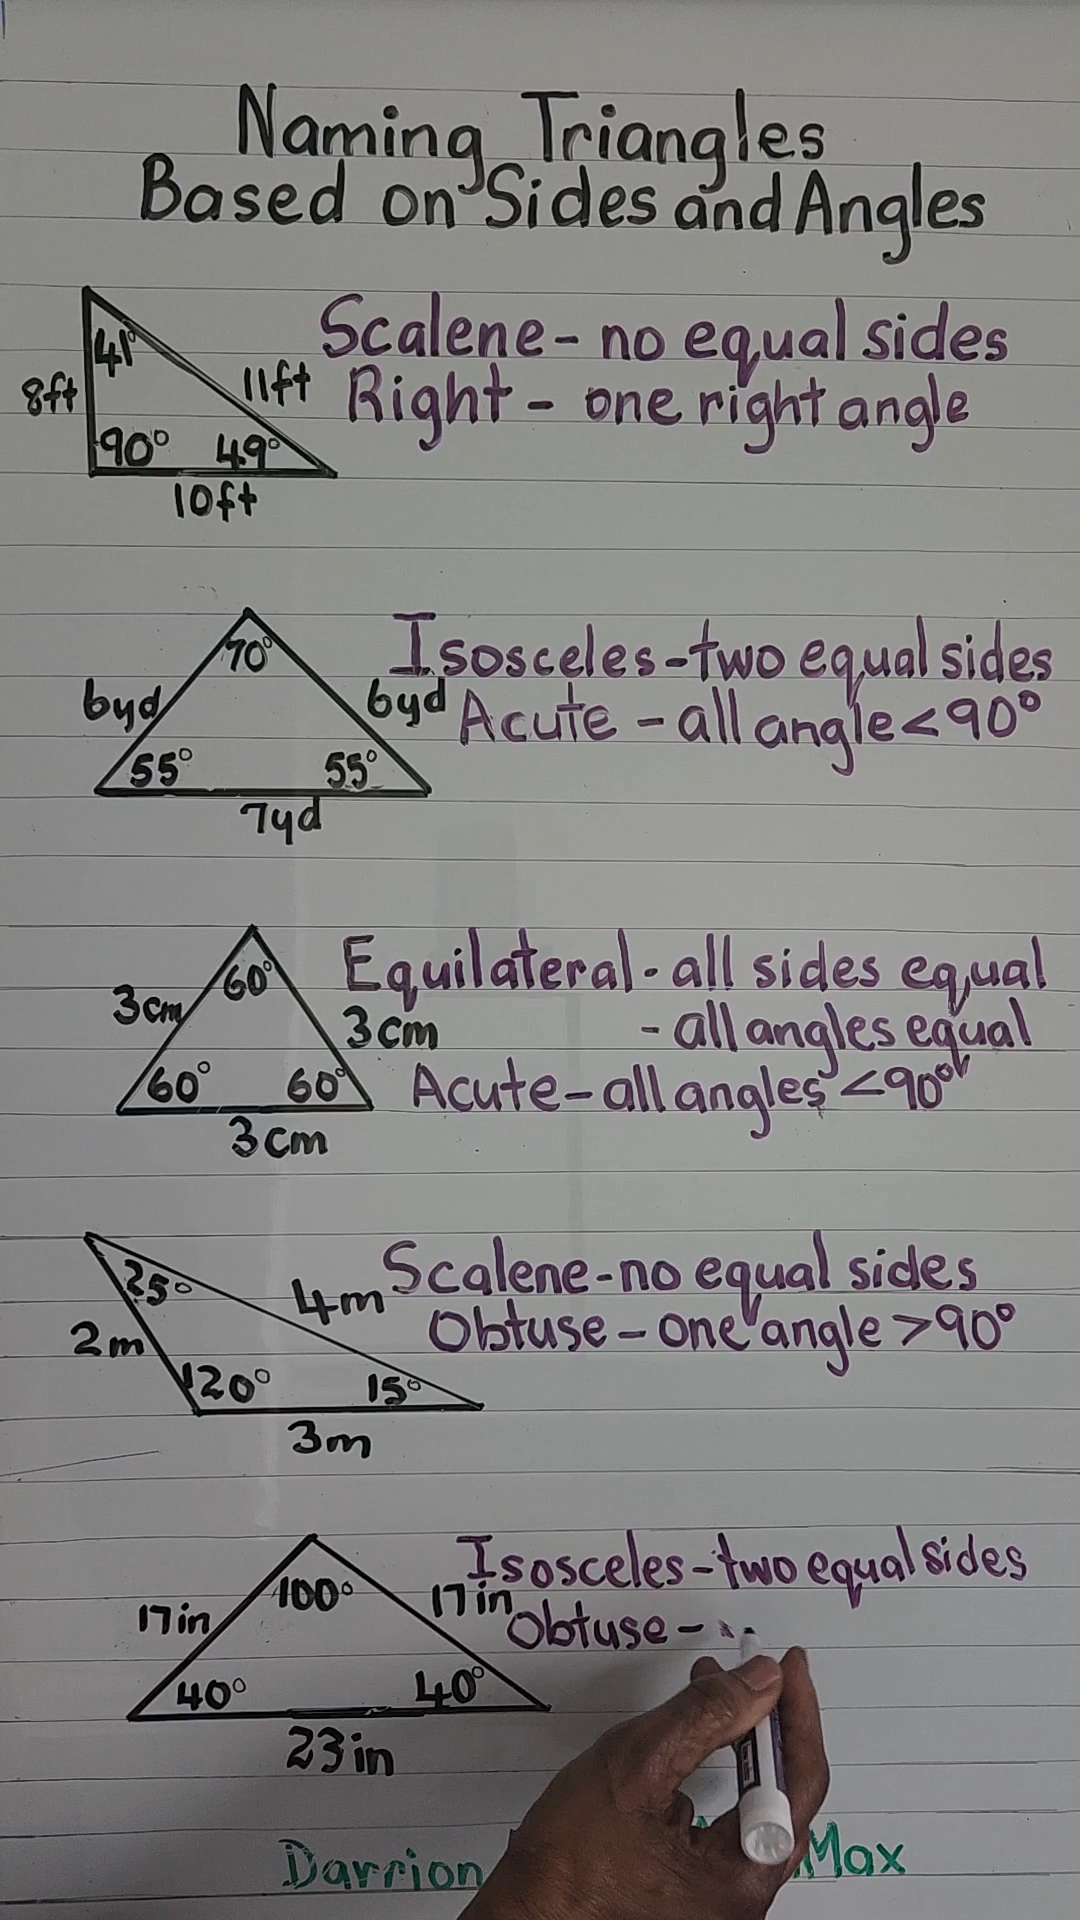 Naming Triangles
Based on Sides and Angles
41°
8ft
11ft
90°
49°
10ft
Scalene - no equal sides
Right - one right angle
70°
6yd
6yd
55°
55°
7yd
Isosceles - two equal sides
Acute - all angle < 90°
60°
3cm
3cm
60°
60°
3cm
Equilateral - all sides equal
- all angles equal
Acute - all angles < 90°
25°
4m
2m
120°
15°
3m
Scalene - no equal sides
Obtuse - one angle > 90°
100°
17in
17in
40°
40°
23in
Isosceles - two equal sides
Obtuse -
Darrion
Max